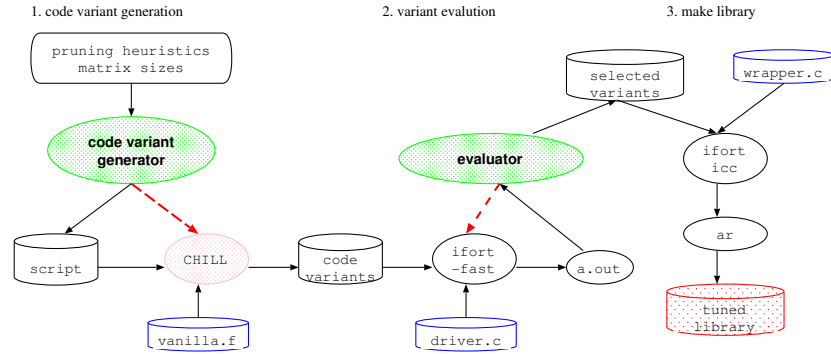 1. code variant generation
2. variant evalution
3. make library
pruning heuristics
matrix sizes
selected
variants
wrapper.c
code variant
generator
evaluator
ifort
icc
script
CHILL
code
variants
ifort
-fast
a.out
ar
vanilla.f
driver.c
tuned
library